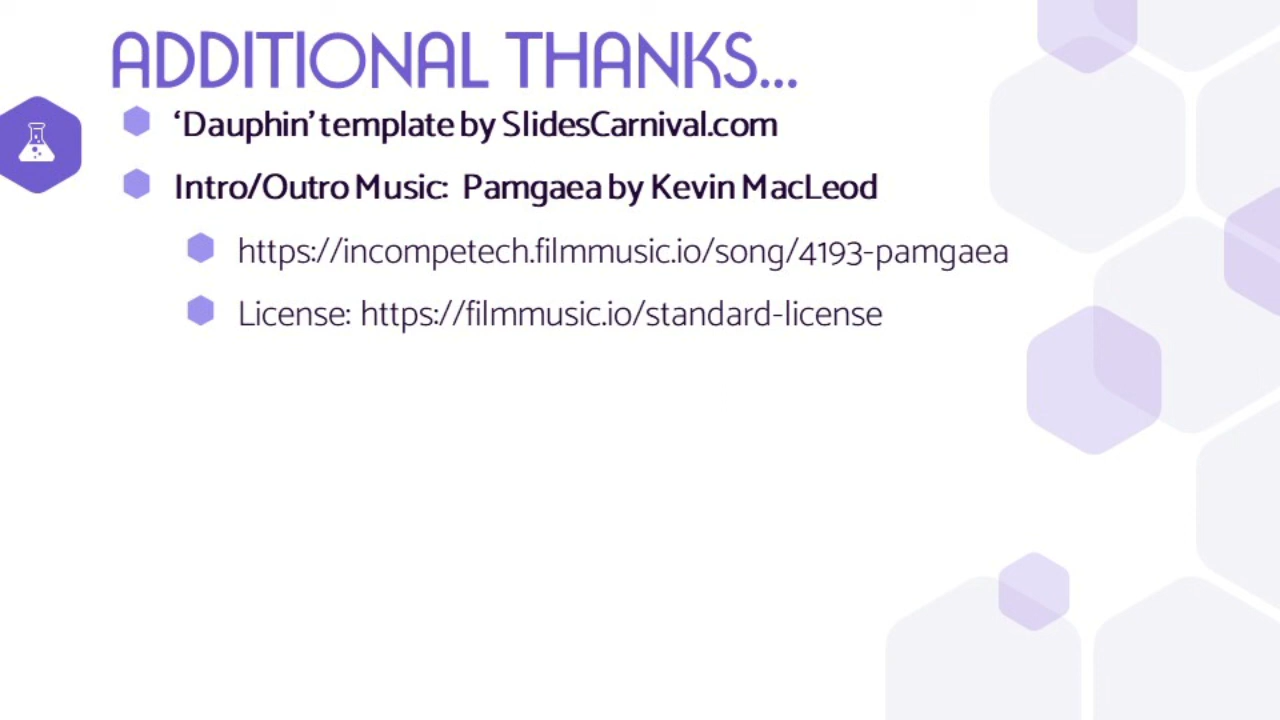 ADDITIONAL THANKS...
‘Dauphin’ template by SlidesCarnival.com
Intro/Outro Music:  Pamgaea by Kevin MacLeod
https://incompetech.filmmusic.io/song/4193-pamgaea
License: https://filmmusic.io/standard-license